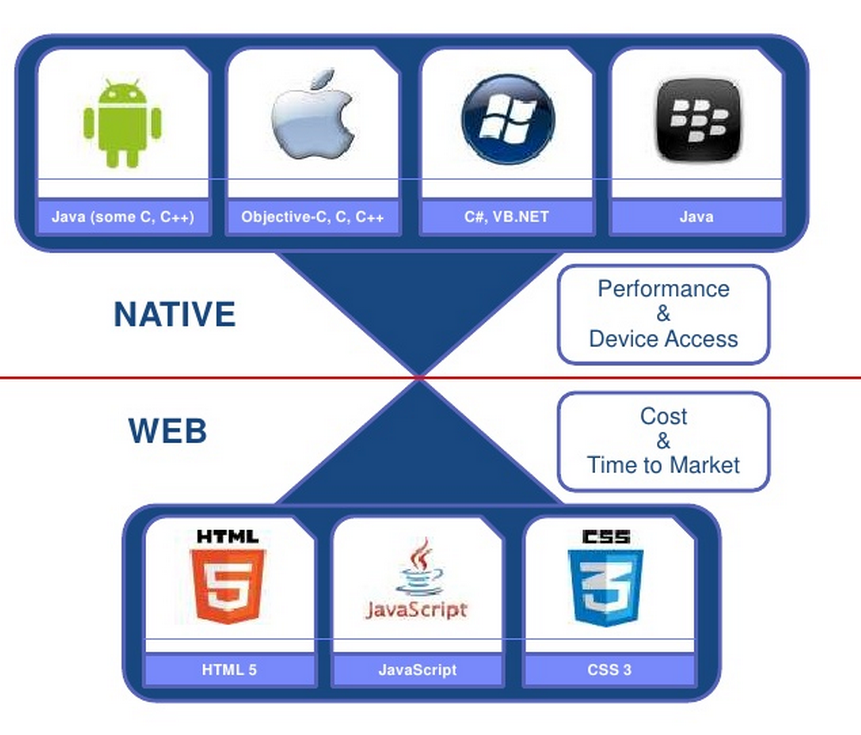 Java (some C, C++)
Objective-C, C, C++
C#, VB.NET
Java
NATIVE
Performance
&
Device Access
WEB
Cost
&
Time to Market
HTML
5
JavaScript
CSS
3
HTML 5
JavaScript
CSS 3